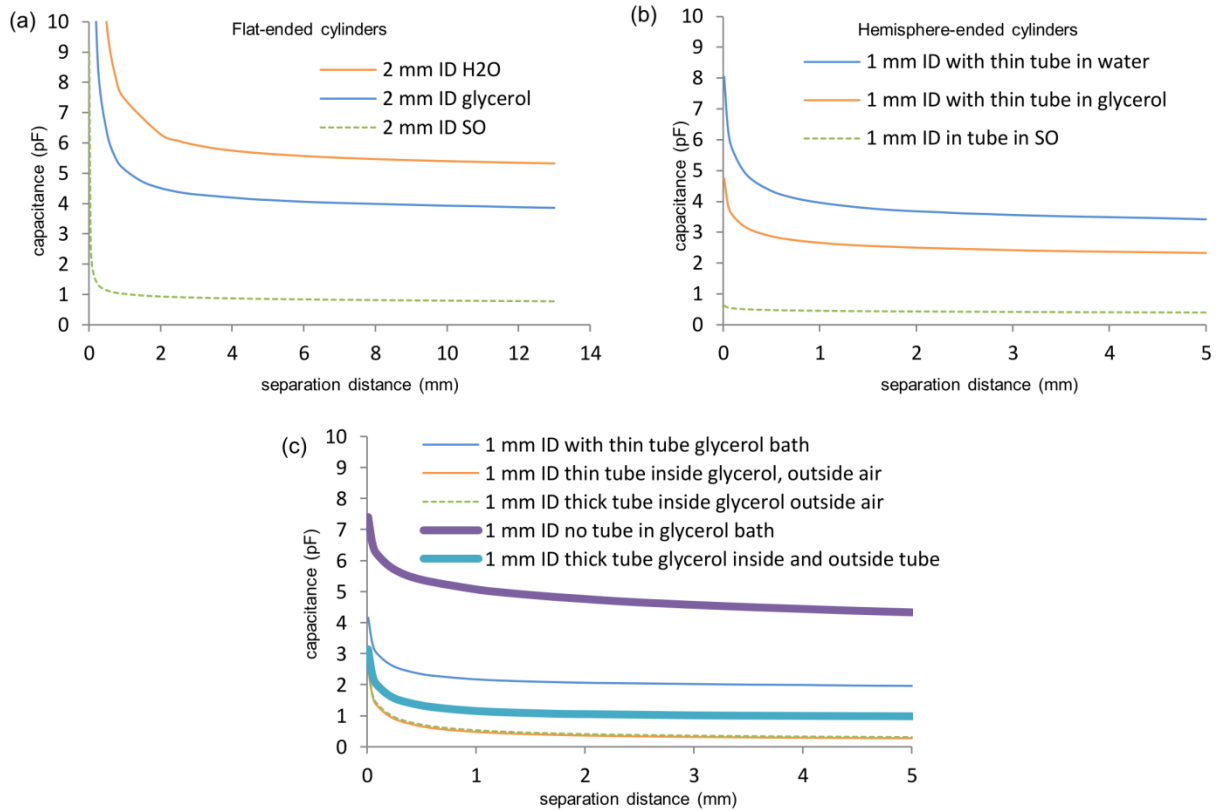 (a)
Flat-ended cylinders
10
9
8
7
6
5
4
3
2
1
0
capacitance (pF)
2 mm ID H2O
2 mm ID glycerol
2 mm ID SO
0 2 4 6 8 10 12 14
separation distance (mm)
(b)
Hemisphere-ended cylinders
10
9
8
7
6
5
4
3
2
1
0
capacitance (pF)
1 mm ID with thin tube in water
1 mm ID with thin tube in glycerol
1 mm ID in tube in SO
0 1 2 3 4 5
separation distance (mm)
(c)
10
9
8
7
6
5
4
3
2
1
0
capacitance (pF)
1 mm ID with thin tube glycerol bath
1 mm ID thin tube inside glycerol, outside air
1 mm ID thick tube inside glycerol outside air
1 mm ID no tube in glycerol bath
1 mm ID thick tube glycerol inside and outside tube
0 1 2 3 4 5
separation distance (mm)